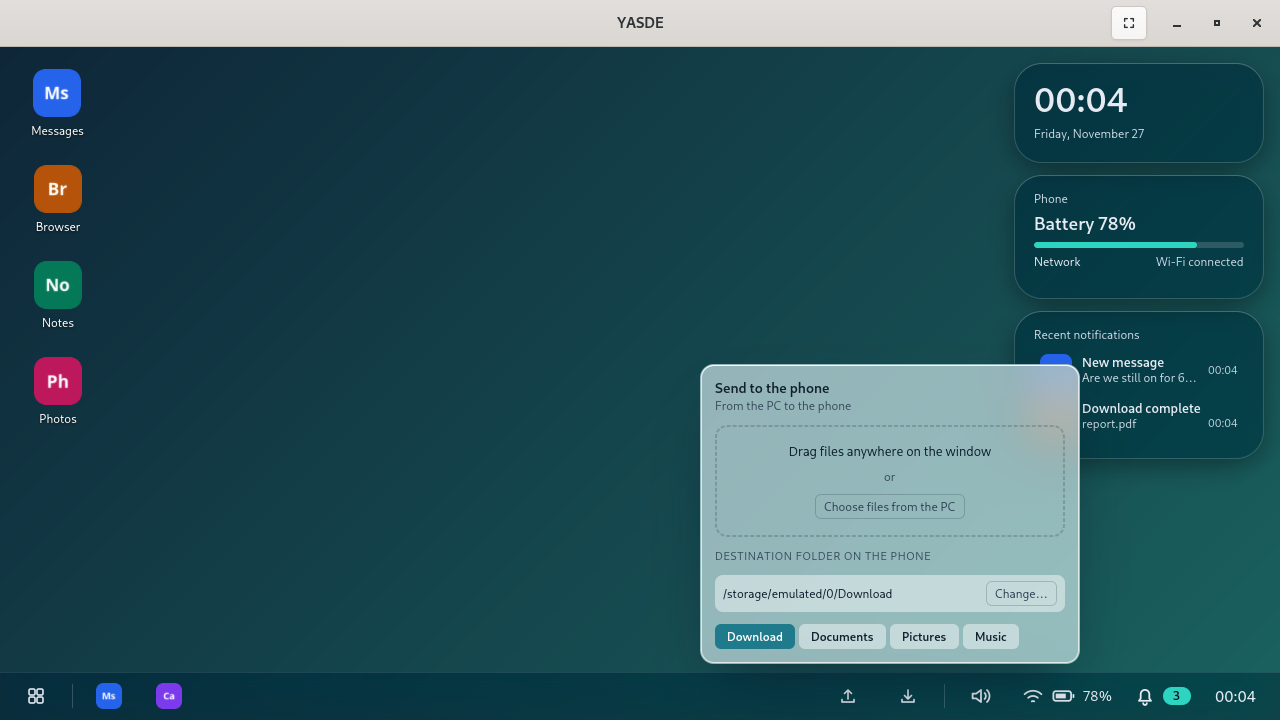 YASDE
Ms
Messages
Br
Browser
No
Notes
Ph
Photos
00:04
Friday, November 27
Phone
Battery 78%
Network
Wi-Fi connected
Recent notifications
New message
Are we still on for 6…
00:04
Download complete
report.pdf
00:04
Send to the phone
From the PC to the phone
Drag files anywhere on the window
or
Choose files from the PC
DESTINATION FOLDER ON THE PHONE
/storage/emulated/0/Download
Change…
Download
Documents
Pictures
Music
Ms
Ca
78%
3
00:04